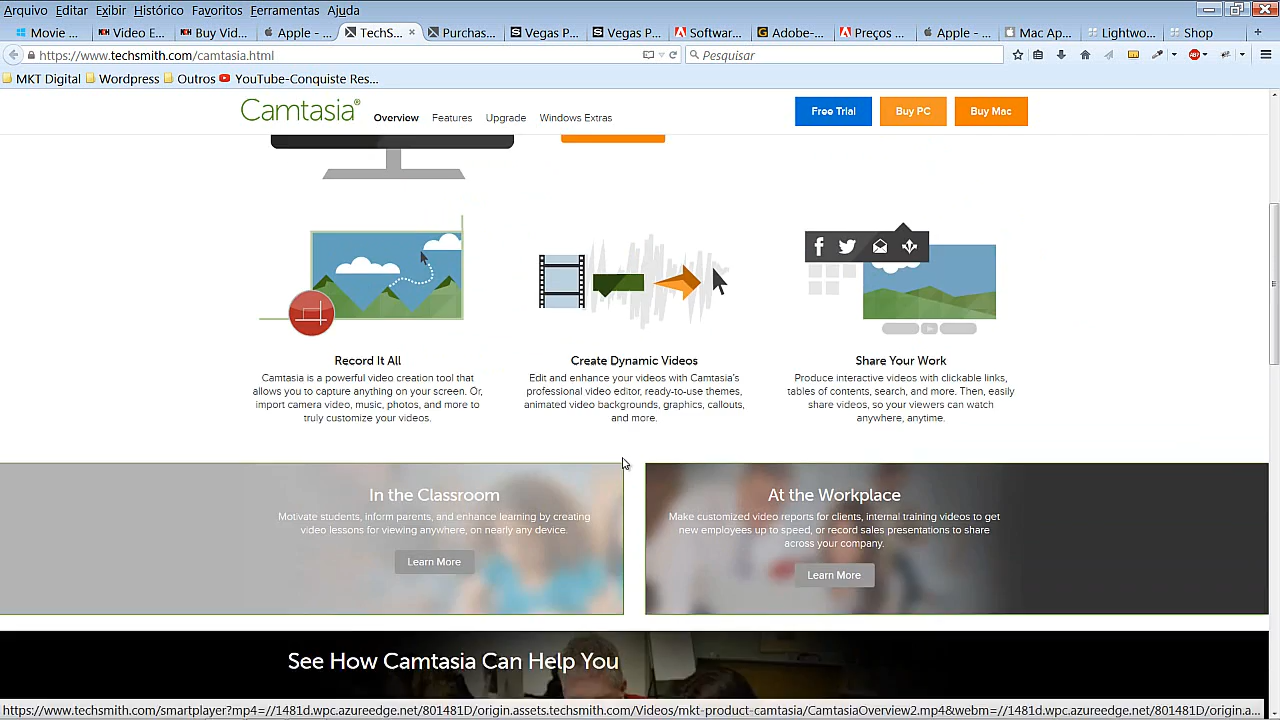 Arquivo Editar Exibir Histórico Favoritos Ferramentas Ajuda
Movie ... Video E... Buy Vid... Apple - ... TechS... × Purchas... Vegas P... Vegas P... Softwar... Adobe-... Preços ... Apple - ... Mac Ap... Lightwo... Shop +
https://www.techsmith.com/camtasia.html Pesquisar
MKT Digital Wordpress Outros YouTube-Conquiste Res...
Camtasia® Overview Features Upgrade Windows Extras Free Trial Buy PC Buy Mac
Record It All
Camtasia is a powerful video creation tool that
allows you to capture anything on your screen. Or,
import camera video, music, photos, and more to
truly customize your videos.
Create Dynamic Videos
Edit and enhance your videos with Camtasia's
professional video editor, ready-to-use themes,
animated video backgrounds, graphics, callouts,
and more.
Share Your Work
Produce interactive videos with clickable links,
tables of contents, search, and more. Then, easily
share videos, so your viewers can watch
anywhere, anytime.
In the Classroom
Motivate students, inform parents, and enhance learning by creating
video lessons for viewing anywhere, on nearly any device.
Learn More
At the Workplace
Make customized video reports for clients, internal training videos to get
new employees up to speed, or record sales presentations to share
across your company.
Learn More
See How Camtasia Can Help You
https://www.techsmith.com/smartplayer?mp4=//1481d.wpc.azureedge.net/801481D/origin.assets.techsmith.com/Videos/mkt-product-camtasia/CamtasiaOverview2.mp4&webm=//1481d.wpc.azureedge.net/801481D/origin.a...